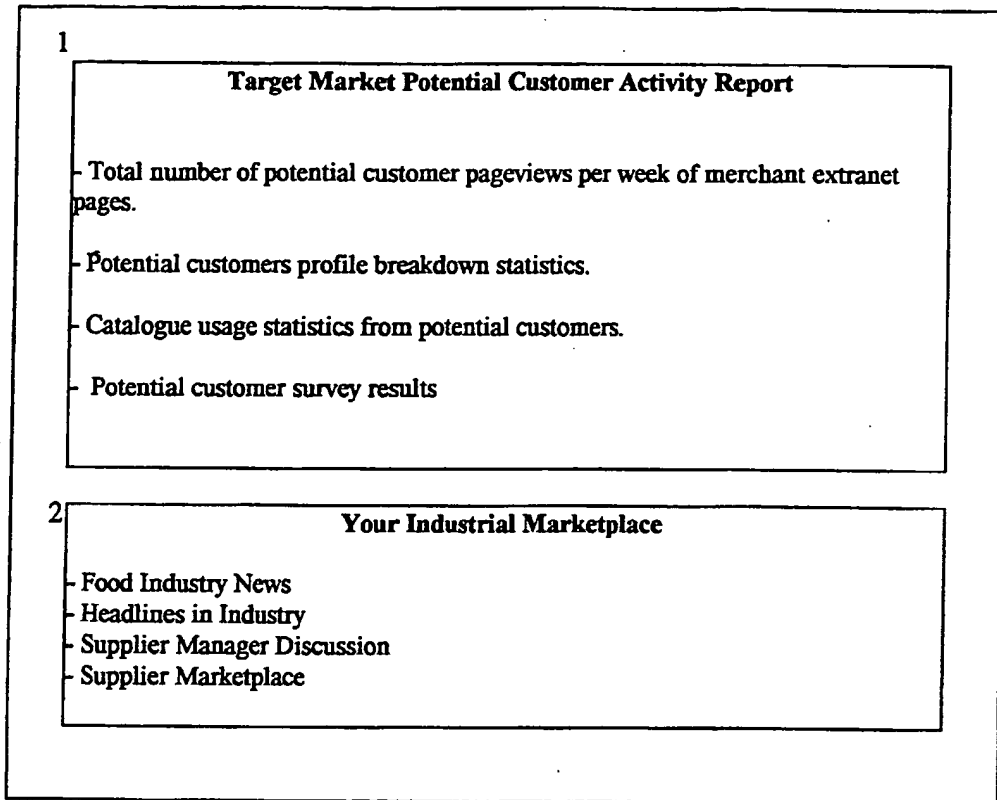 1
Target Market Potential Customer Activity Report
- Total number of potential customer pageviews per week of merchant extranet
pages.
- Potential customers profile breakdown statistics.
- Catalogue usage statistics from potential customers.
- Potential customer survey results
2
Your Industrial Marketplace
- Food Industry News
- Headlines in Industry
- Supplier Manager Discussion
- Supplier Marketplace